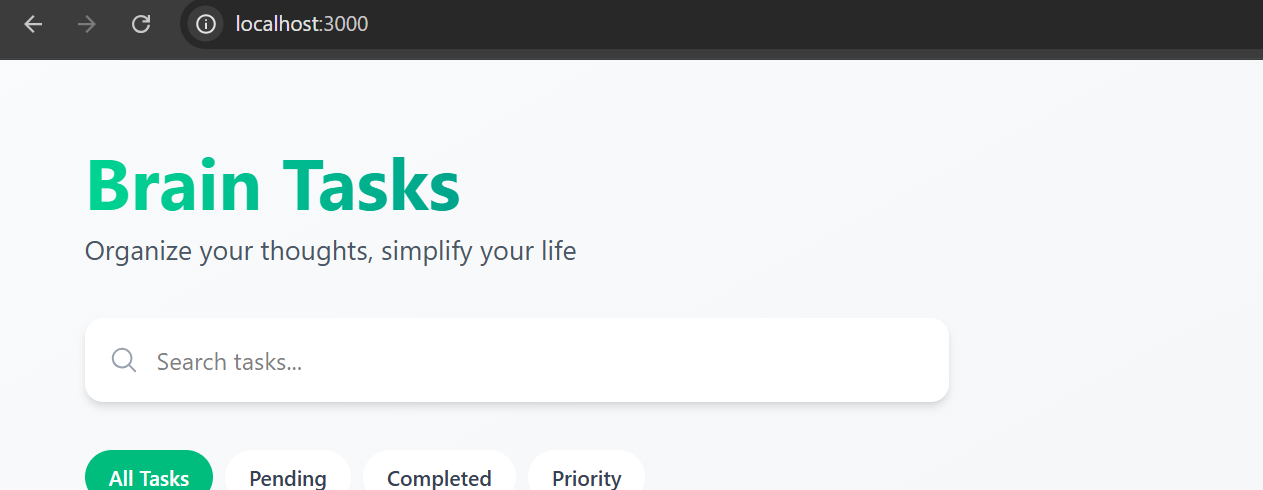 localhost:3000
Brain Tasks
Organize your thoughts, simplify your life
Search tasks...
All Tasks Pending Completed Priority